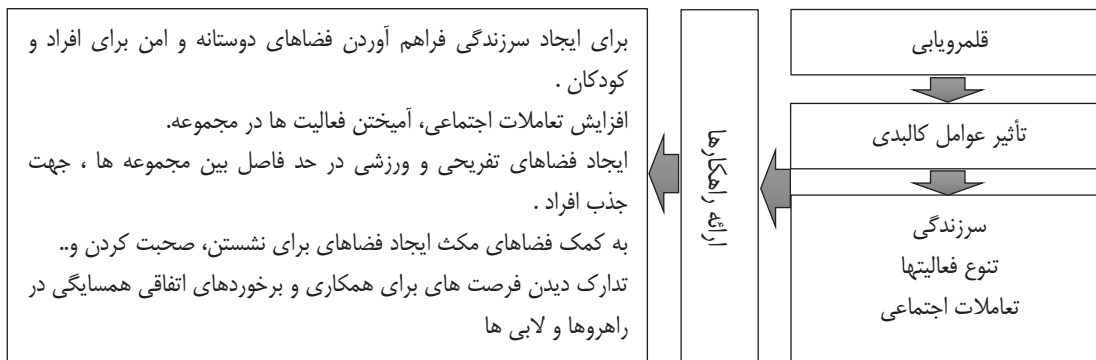 قلمرویابی
تأثیر عوامل کالبدی
سرزندگی
تنوع فعالیتها
تعاملات اجتماعی
ارائه راهکارها
برای ایجاد سرزندگی فراهم آوردن فضاهای دوستانه و امن برای افراد و
کودکان .
افزایش تعاملات اجتماعی، آمیختن فعالیت ها در مجموعه.
ایجاد فضاهای تفریحی و ورزشی در حد فاصل بین مجموعه ها ، جهت
جذب افراد .
به کمک فضاهای مکث ایجاد فضاهای برای نشستن، صحبت کردن و..
تدارک دیدن فرصت های برای همکاری و برخوردهای اتفاقی همسایگی در
راهروها و لابی ها